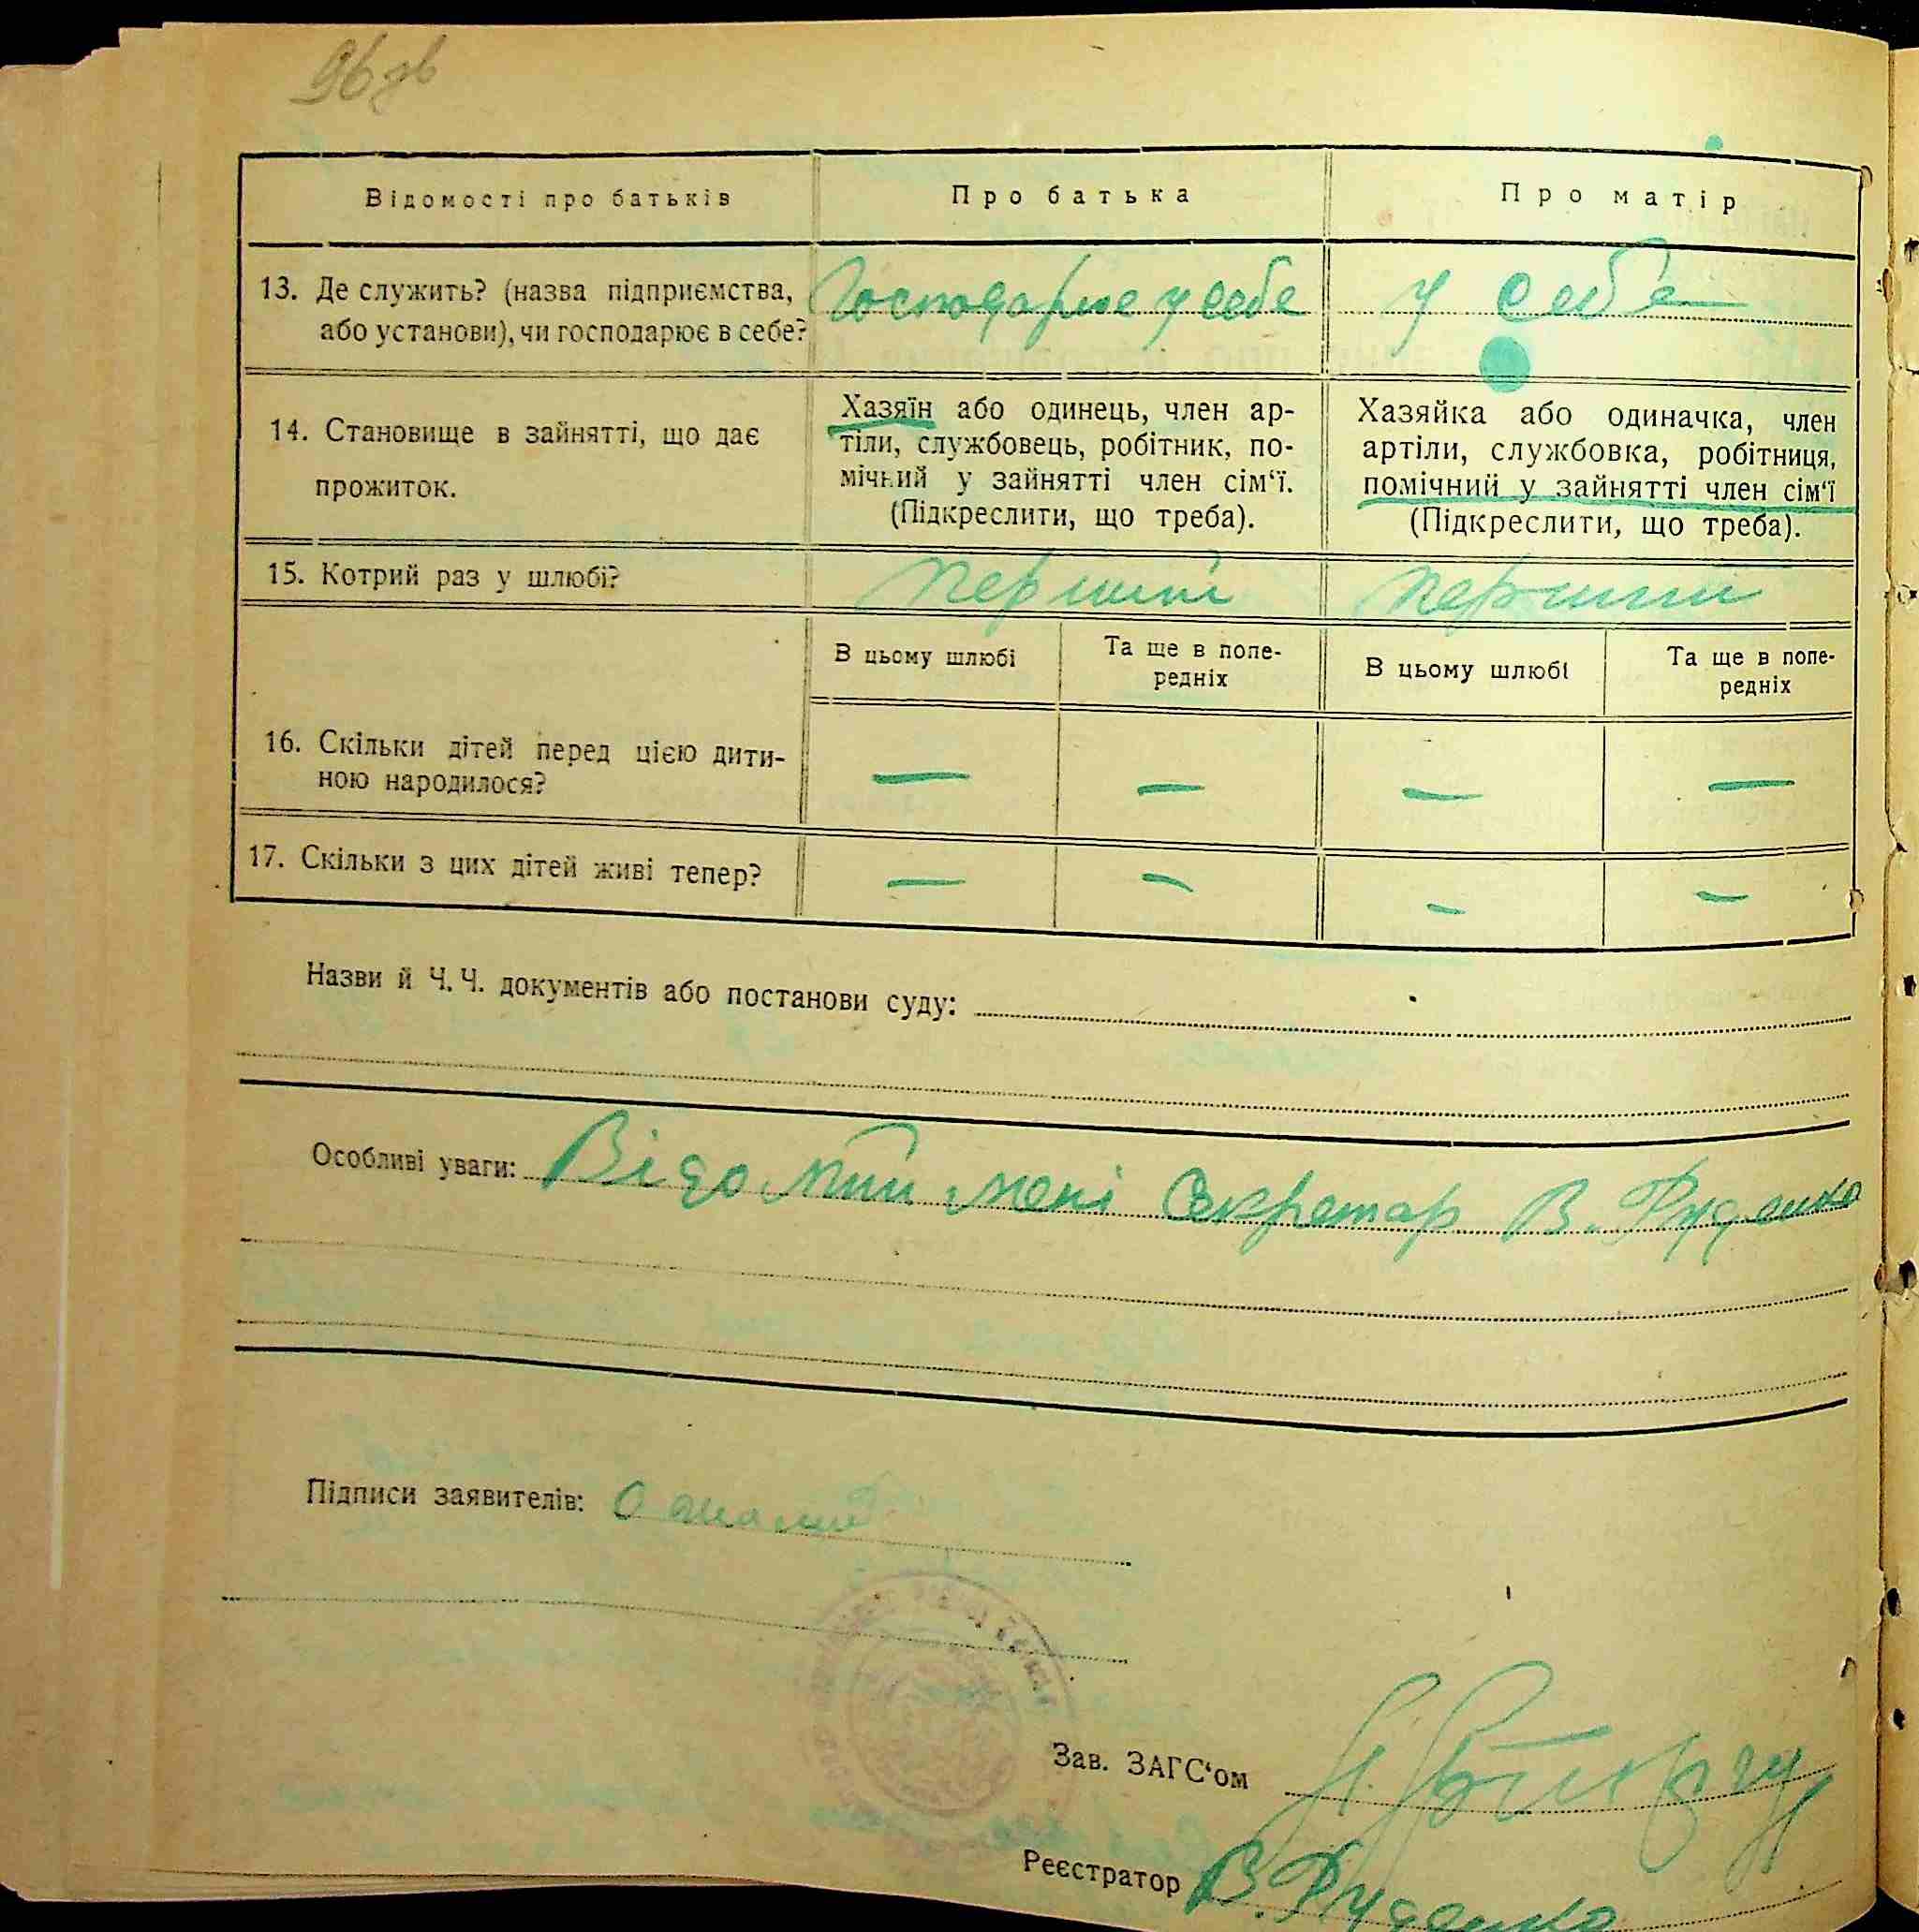 96 зв
Відомості про батьків
Про батька
Про матір
13. Де служить? (назва підприємства,
або установи), чи господарює в себе?
Господарює у себе
у себе
14. Становище в зайнятті, що дає
прожиток.
Хазяїн або одинець, член ар-
тіли, службовець, робітник, по-
мічний у зайнятті член сім‘ї.
(Підкреслити, що треба).
Хазяйка або одиначка, член
артіли, службовка, робітниця,
помічний у зайнятті член сім‘ї
(Підкреслити, що треба).
15. Котрий раз у шлюбі?
перший
перший
В цьому шлюбі
Та ще в попе-
редніх
В цьому шлюбі
Та ще в попе-
редніх
16. Скільки дітей перед цією дити-
ною народилося?
— — — —
17. Скільки з цих дітей живі тепер?
— — — —
Назви й Ч. Ч. документів або постанови суду:
Особливі уваги: Відомий мені Секретар В. Руденко
Підписи заявителів:
Зав. ЗАГС‘ом
Реєстратор В. Руденко